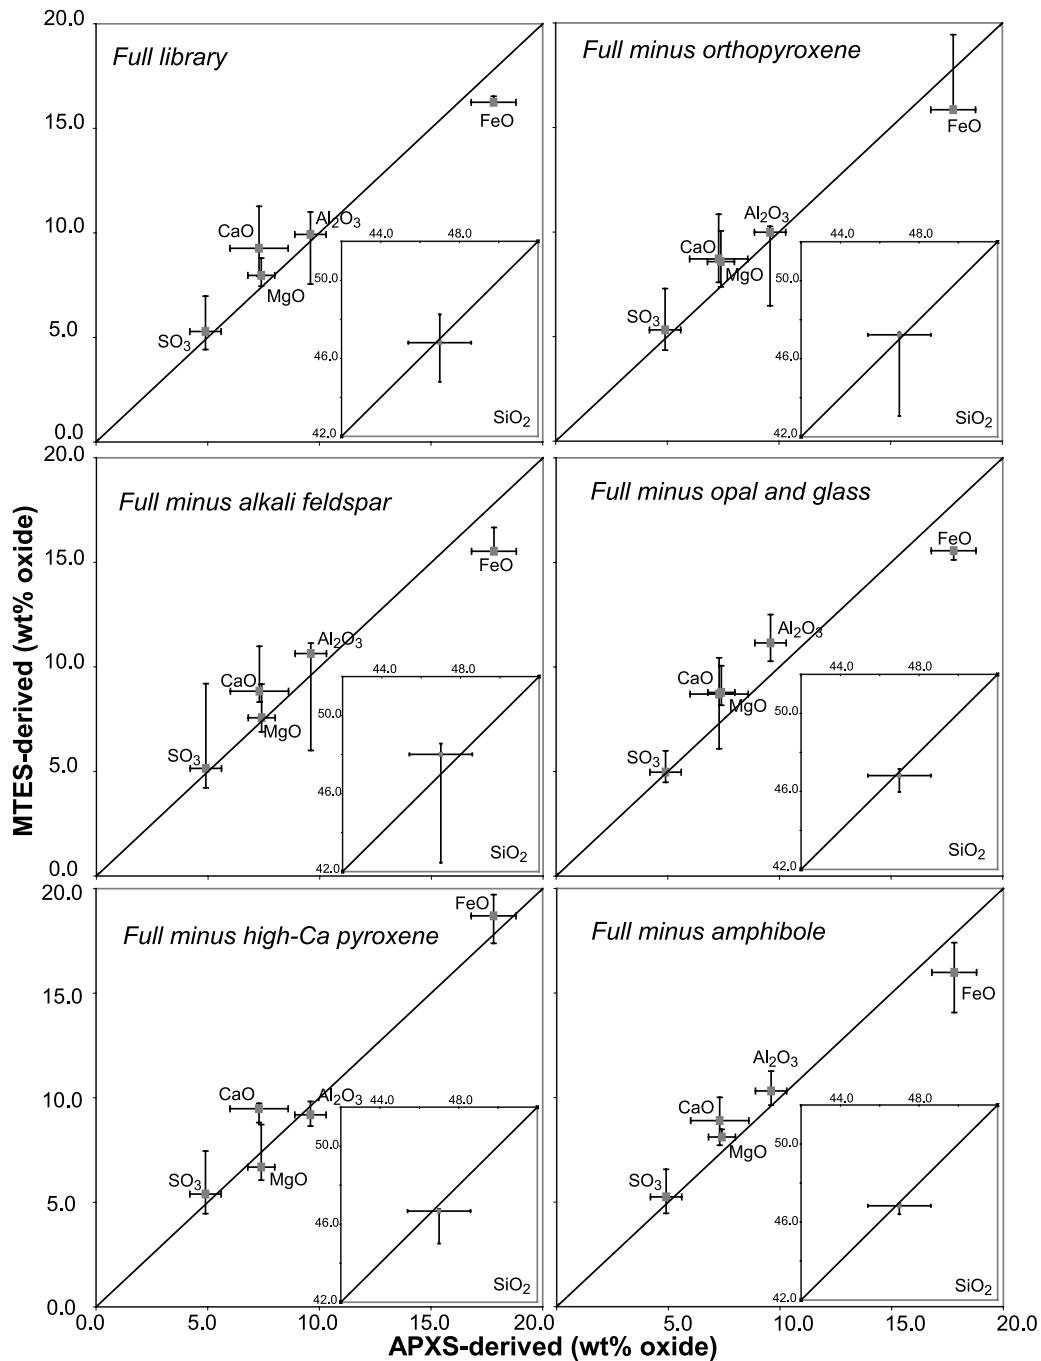 20.0
Full library
FeO
15.0
Al2O3
CaO
10.0
44.0 48.0
MgO
50.0
SO3
5.0
46.0
SiO2
0.0
42.0
Full minus orthopyroxene
FeO
Al2O3
CaO
44.0 48.0
MgO
50.0
SO3
46.0
SiO2
42.0
20.0
Full minus alkali feldspar
FeO
15.0
Al2O3
CaO
10.0
44.0 48.0
MgO
50.0
SO3
5.0
46.0
SiO2
0.0
42.0
Full minus opal and glass
FeO
Al2O3
CaO
44.0 48.0
MgO
50.0
SO3
46.0
SiO2
42.0
MTES-derived (wt% oxide)
20.0
FeO
Full minus high-Ca pyroxene
15.0
CaO
Al2O3
10.0
44.0 48.0
SO3
MgO
50.0
5.0
46.0
SiO2
0.0
42.0
Full minus amphibole
FeO
Al2O3
CaO
44.0 48.0
MgO
50.0
SO3
46.0
SiO2
42.0
0.0 5.0 10.0 15.0 20.0 5.0 10.0 15.0 20.0
APXS-derived (wt% oxide)